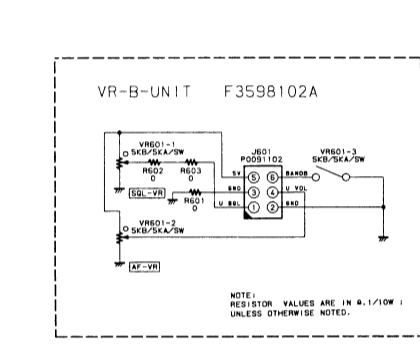 VR-B-UNIT F3598102A
VR601-1
5KB/5KA/SW
R602
0
R603
0
SQL-VR
R601
0
VR601-2
5KB/5KA/SW
AF-VR
J601
P0091102
5V 5 6 BANDB
GND 3 4 U VOL
U SQL 1 2 GND
VR601-3
5KB/5KA/SW
NOTE:
RESISTOR VALUES ARE IN Ω.1/10W ;
UNLESS OTHERWISE NOTED.